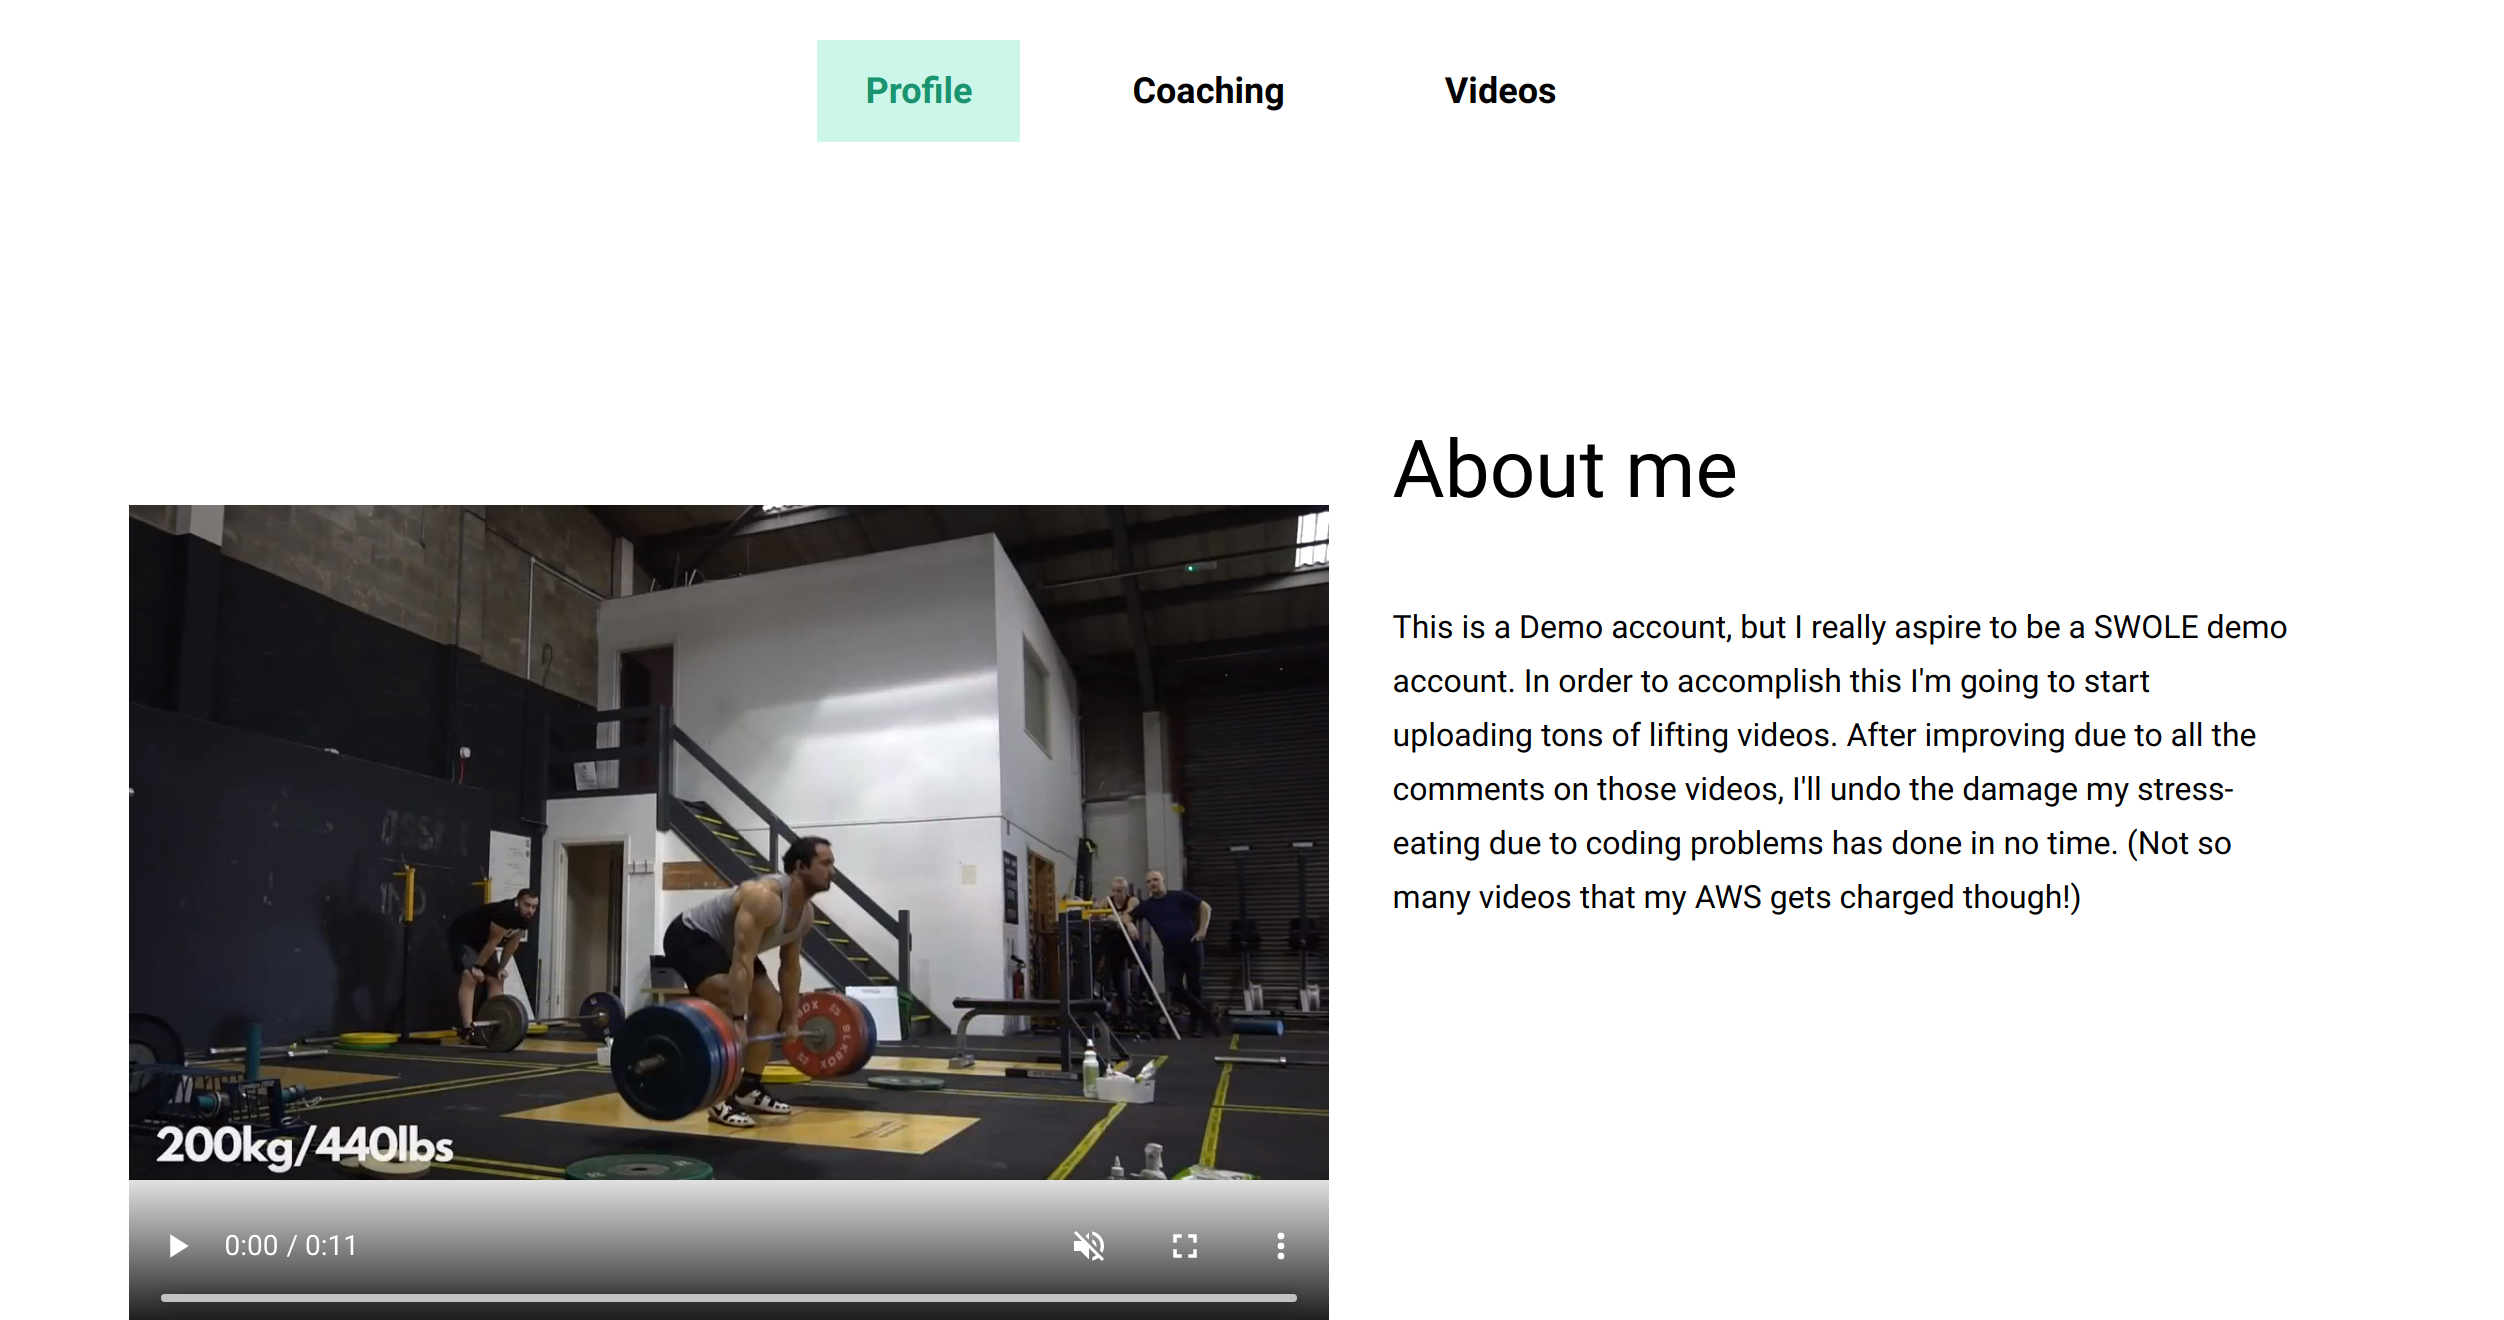 Profile
Coaching
Videos
About me
This is a Demo account, but I really aspire to be a SWOLE demo
account. In order to accomplish this I'm going to start
uploading tons of lifting videos. After improving due to all the
comments on those videos, I'll undo the damage my stress-
eating due to coding problems has done in no time. (Not so
many videos that my AWS gets charged though!)
BLKBOX
200kg/440lbs
0:00 / 0:11